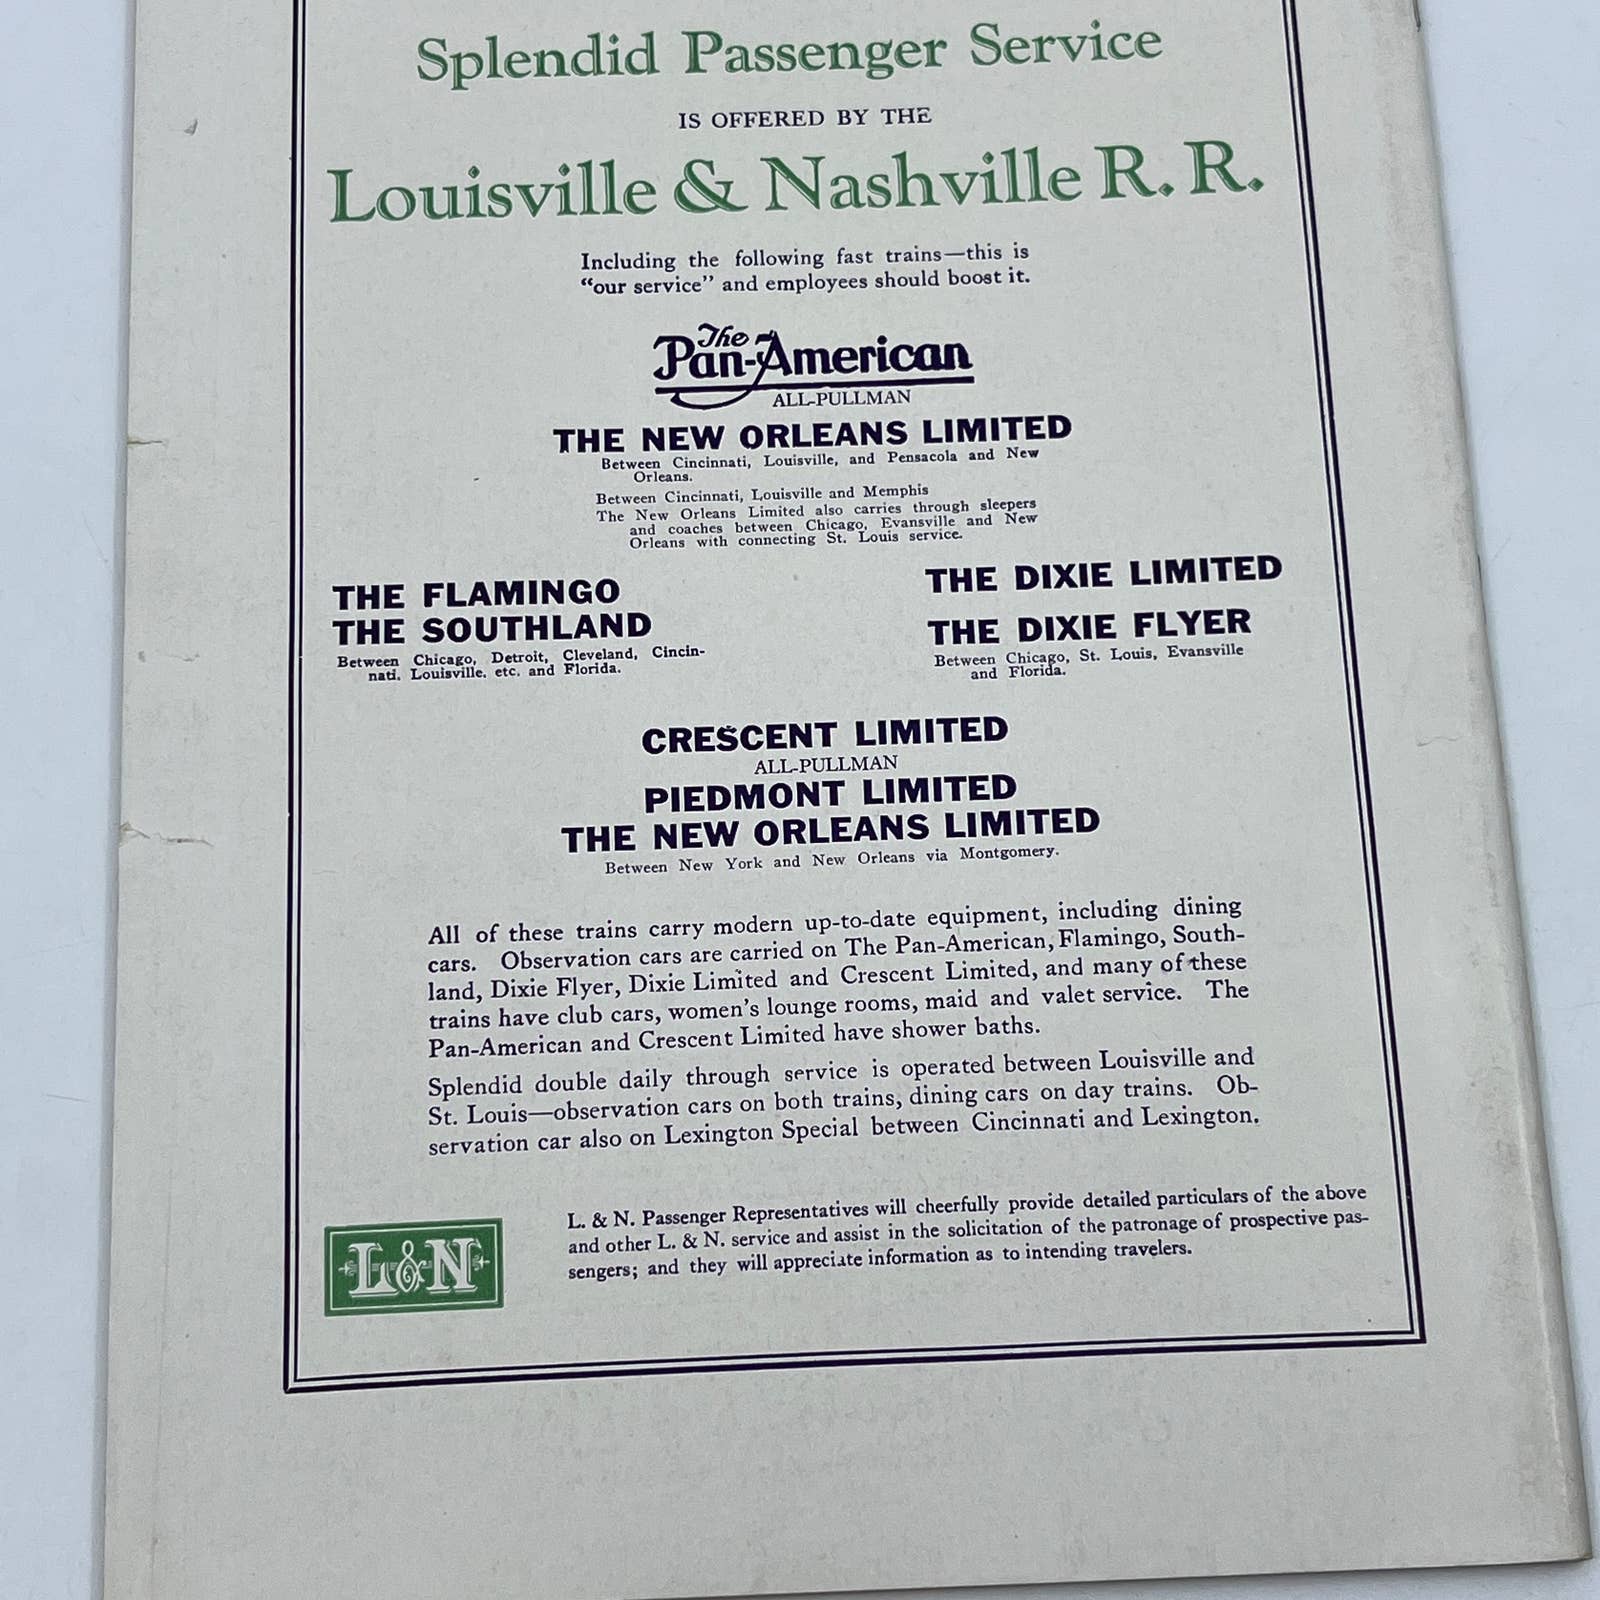 Splendid Passenger Service
IS OFFERED BY THE
Louisville & Nashville R. R.
Including the following fast trains—this is
“our service” and employees should boost it.
The
Pan-American
ALL-PULLMAN
THE NEW ORLEANS LIMITED
Between Cincinnati, Louisville, and Pensacola and New
Orleans.
Between Cincinnati, Louisville and Memphis
The New Orleans Limited also carries through sleepers
and coaches between Chicago, Evansville and New
Orleans with connecting St. Louis service.
THE FLAMINGO
THE SOUTHLAND
Between Chicago, Detroit, Cleveland, Cincin-
nati, Louisville, etc. and Florida.
THE DIXIE LIMITED
THE DIXIE FLYER
Between Chicago, St. Louis, Evansville
and Florida.
CRESCENT LIMITED
ALL-PULLMAN
PIEDMONT LIMITED
THE NEW ORLEANS LIMITED
Between New York and New Orleans via Montgomery.
All of these trains carry modern up-to-date equipment, including dining
cars. Observation cars are carried on The Pan-American, Flamingo, South-
land, Dixie Flyer, Dixie Limited and Crescent Limited, and many of these
trains have club cars, women's lounge rooms, maid and valet service. The
Pan-American and Crescent Limited have shower baths.
Splendid double daily through service is operated between Louisville and
St. Louis—observation cars on both trains, dining cars on day trains. Ob-
servation car also on Lexington Special between Cincinnati and Lexington.
L. & N. Passenger Representatives will cheerfully provide detailed particulars of the above
and other L. & N. service and assist in the solicitation of the patronage of prospective pas-
sengers; and they will appreciate information as to intending travelers.
L&N